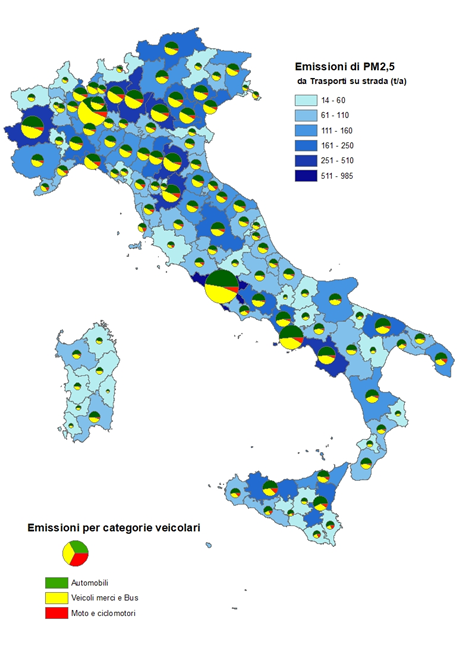 Emissioni di PM2,5
da Trasporti su strada (t/a)
14 - 60
61 - 110
111 - 160
161 - 250
251 - 510
511 - 985
Emissioni per categorie veicolari
Automobili
Veicoli merci e Bus
Moto e ciclomotori